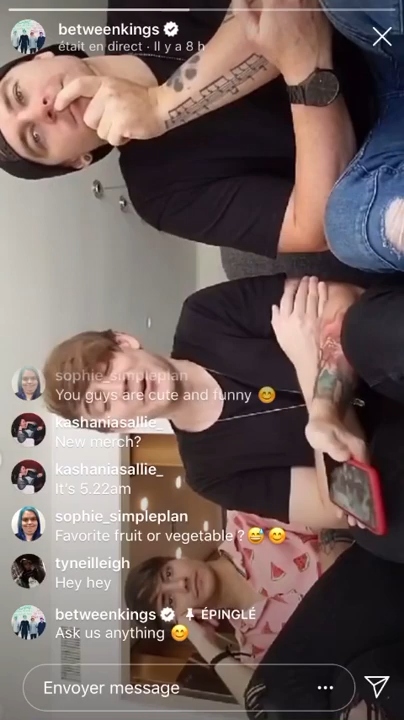 betweenkings
était en direct · Il y a 8 h
sophie_simpleplan
You guys are cute and funny 😊
kashaniasallie_
New merch?
kashaniasallie_
It's 5.22am
sophie_simpleplan
Favorite fruit or vegetable ?😅😊
tyneilleigh
Hey hey
betweenkings 📌 ÉPINGLÉ
Ask us anything 😊
Envoyer message